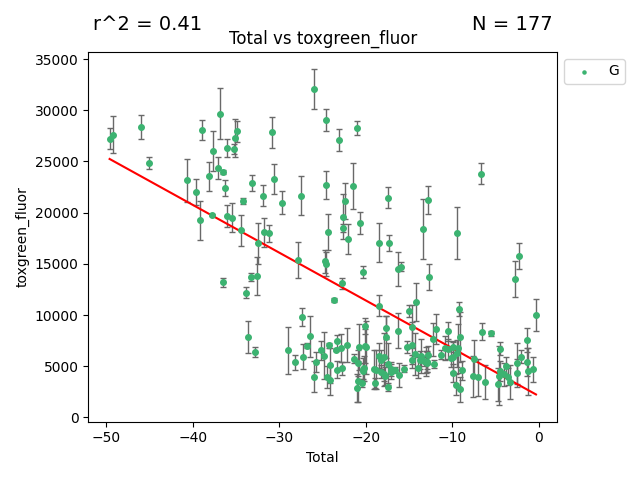 r^2 = 0.41 N = 177
Total vs toxgreen_fluor
G
35000
30000
25000
20000
15000
10000
5000
0
toxgreen_fluor
−50 −40 −30 −20 −10 0
Total